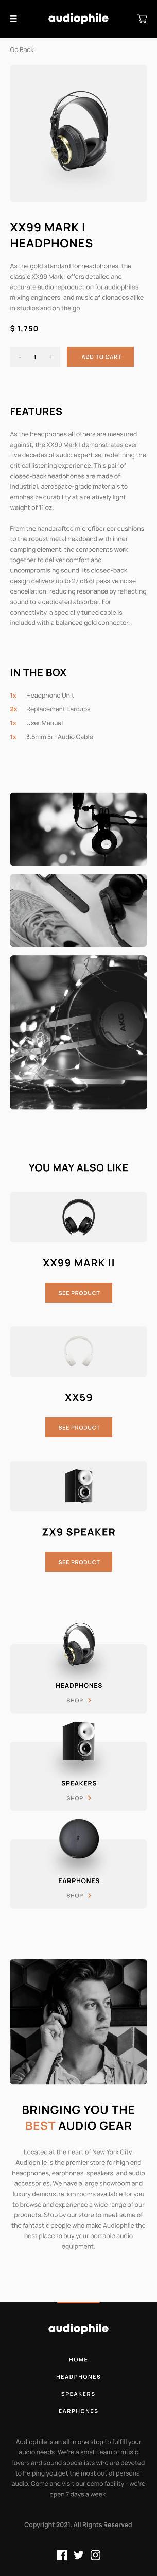 audiophile
Go Back
XX99 MARK I
HEADPHONES
As the gold standard for headphones, the
classic XX99 Mark I offers detailed and
accurate audio reproduction for audiophiles,
mixing engineers, and music aficionados alike
in studios and on the go.
$ 1,750
- 1 +
ADD TO CART
FEATURES
As the headphones all others are measured
against, the XX99 Mark I demonstrates over
five decades of audio expertise, redefining the
critical listening experience. This pair of
closed-back headphones are made of
industrial, aerospace-grade materials to
emphasize durability at a relatively light
weight of 11 oz.
From the handcrafted microfiber ear cushions
to the robust metal headband with inner
damping element, the components work
together to deliver comfort and
uncompromising sound. Its closed-back
design delivers up to 27 dB of passive noise
cancellation, reducing resonance by reflecting
sound to a dedicated absorber. For
connectivity, a specially tuned cable is
included with a balanced gold connector.
IN THE BOX
1x Headphone Unit
2x Replacement Earcups
1x User Manual
1x 3.5mm 5m Audio Cable
AKG
YOU MAY ALSO LIKE
XX99 MARK II
SEE PRODUCT
XX59
SEE PRODUCT
ZX9 SPEAKER
SEE PRODUCT
HEADPHONES
SHOP
SPEAKERS
SHOP
EARPHONES
SHOP
BRINGING YOU THE
BEST AUDIO GEAR
Located at the heart of New York City,
Audiophile is the premier store for high end
headphones, earphones, speakers, and audio
accessories. We have a large showroom and
luxury demonstration rooms available for you
to browse and experience a wide range of our
products. Stop by our store to meet some of
the fantastic people who make Audiophile the
best place to buy your portable audio
equipment.
audiophile
HOME
HEADPHONES
SPEAKERS
EARPHONES
Audiophile is an all in one stop to fulfill your
audio needs. We're a small team of music
lovers and sound specialists who are devoted
to helping you get the most out of personal
audio. Come and visit our demo facility - we're
open 7 days a week.
Copyright 2021. All Rights Reserved